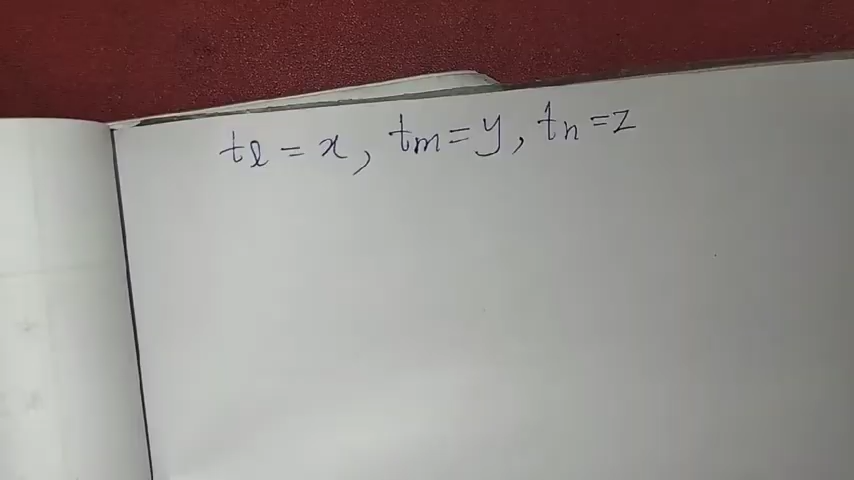 tl = x, tm = y, tn = z